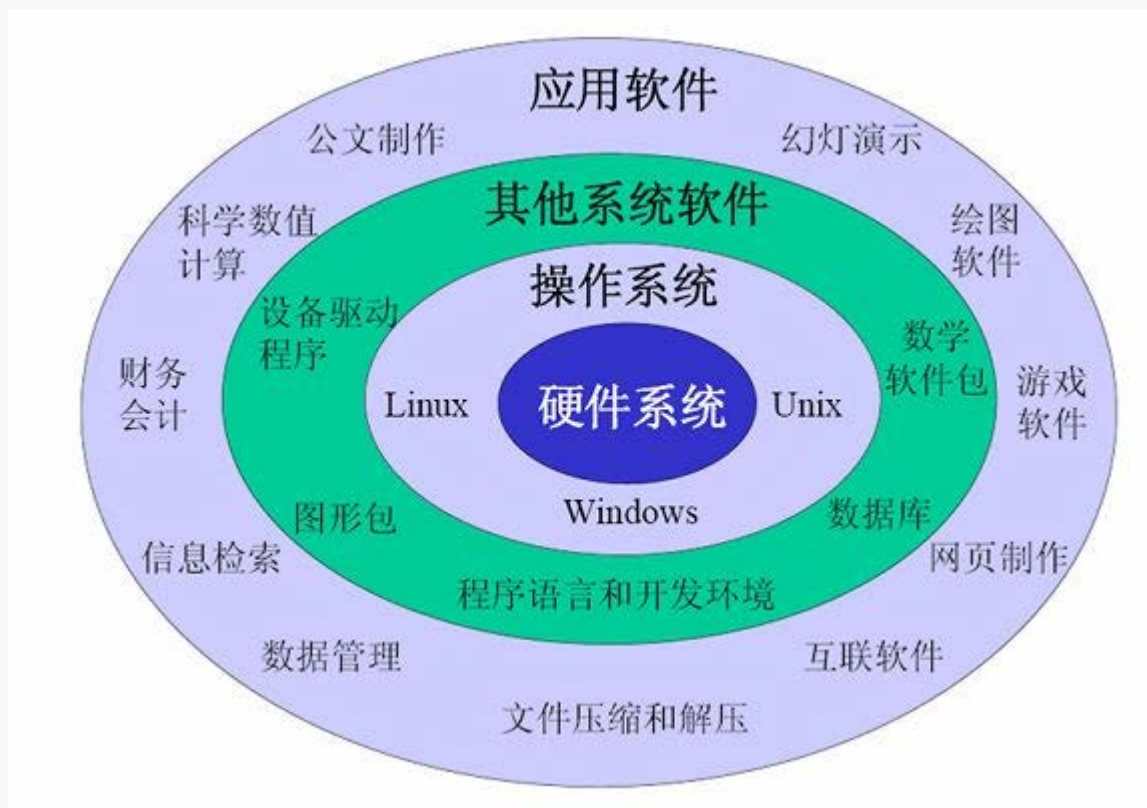 应用软件
公文制作
幻灯演示
其他系统软件
科学数值
计算
绘图
软件
操作系统
设备驱动
程序
数学
软件包
财务
会计
游戏
软件
Linux
硬件系统
Unix
Windows
图形包
数据库
信息检索
网页制作
程序语言和开发环境
数据管理
互联软件
文件压缩和解压